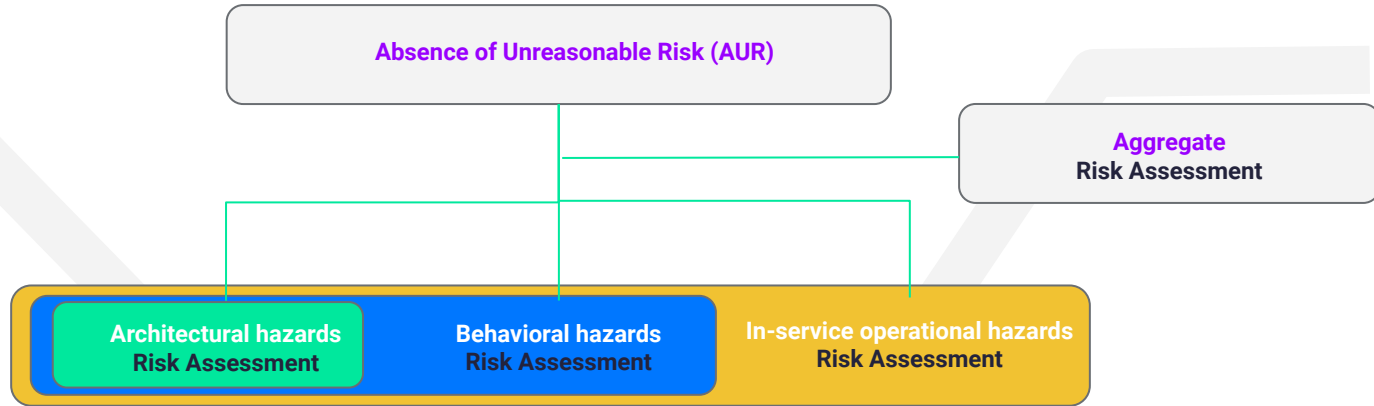 Absence of Unreasonable Risk (AUR)
Aggregate
Risk Assessment
Architectural hazards
Risk Assessment
Behavioral hazards
Risk Assessment
In-service operational hazards
Risk Assessment